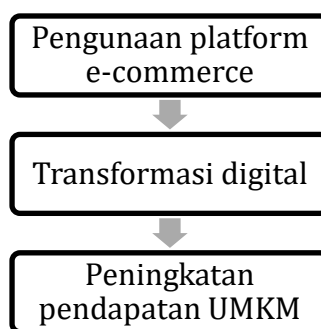 Pengunaan platform
e-commerce
Transformasi digital
Peningkatan
pendapatan UMKM